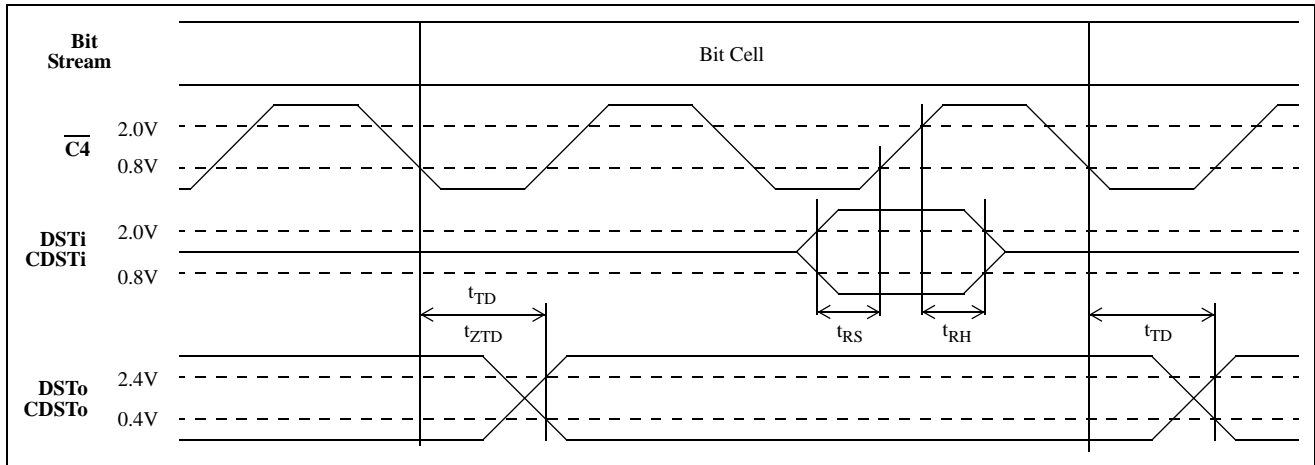 Bit
Stream
Bit Cell
C4
2.0V
0.8V
DSTi
CDSTi
2.0V
0.8V
tTD
tZTD
tRS
tRH
tTD
DSTo
CDSTo
2.4V
0.4V